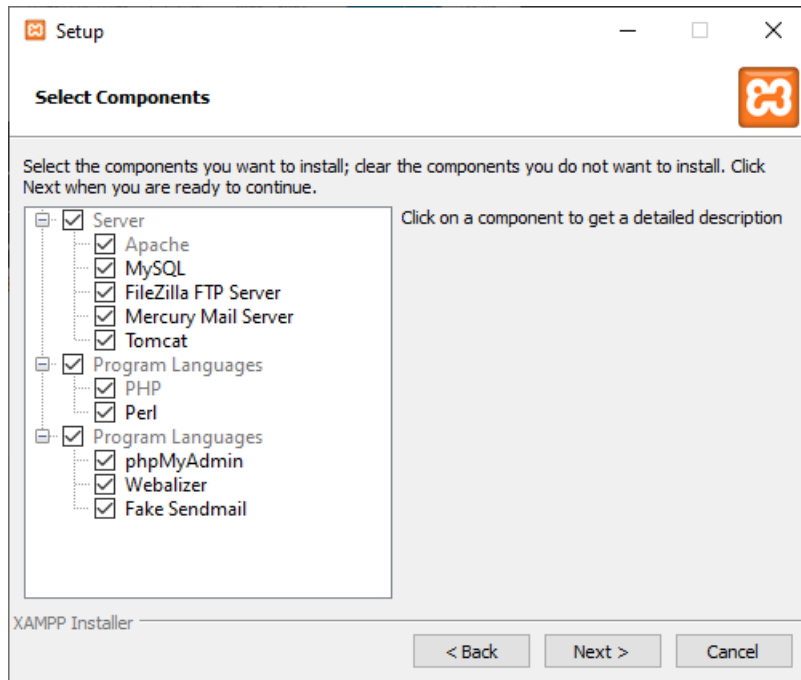 Setup
Select Components
Select the components you want to install; clear the components you do not want to install. Click
Next when you are ready to continue.
Server
Apache
MySQL
FileZilla FTP Server
Mercury Mail Server
Tomcat
Program Languages
PHP
Perl
Program Languages
phpMyAdmin
Webalizer
Fake Sendmail
Click on a component to get a detailed description
XAMPP Installer
< Back
Next >
Cancel